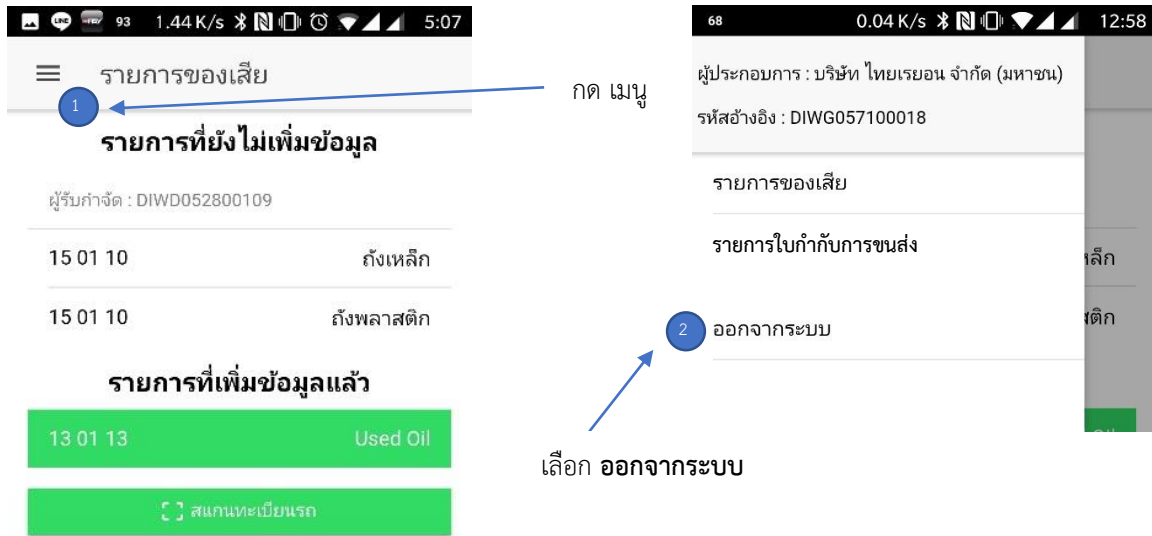 93 1.44 K/s 5:07
รายการของเสีย
1
รายการที่ยังไม่เพิ่มข้อมูล
ผู้รับกำจัด : DIWD052800109
15 01 10 ถังเหล็ก
15 01 10 ถังพลาสติก
รายการที่เพิ่มข้อมูลแล้ว
13 01 13 Used Oil
สแกนทะเบียนรถ
กด เมนู
68 0.04 K/s 12:58
ผู้ประกอบการ : บริษัท ไทยเรยอน จำกัด (มหาชน)
รหัสอ้างอิง : DIWG057100018
รายการของเสีย
รายการใบกำกับการขนส่ง
2 ออกจากระบบ
เลือก ออกจากระบบ